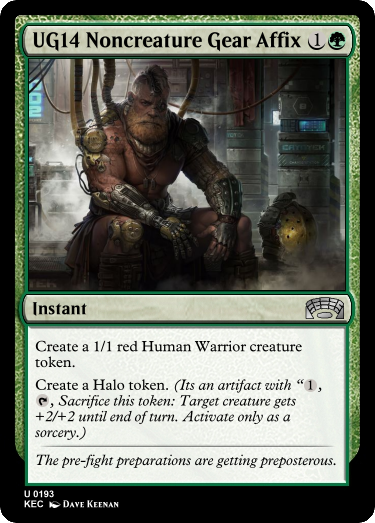 UG14 Noncreature Gear Affix 1
Instant
Create a 1/1 red Human Warrior creature
token.
Create a Halo token. (Its an artifact with “1,
, Sacrifice this token: Target creature gets
+2/+2 until end of turn. Activate only as a
sorcery.)
The pre-fight preparations are getting preposterous.
U 0193
KEC Dave Keenan